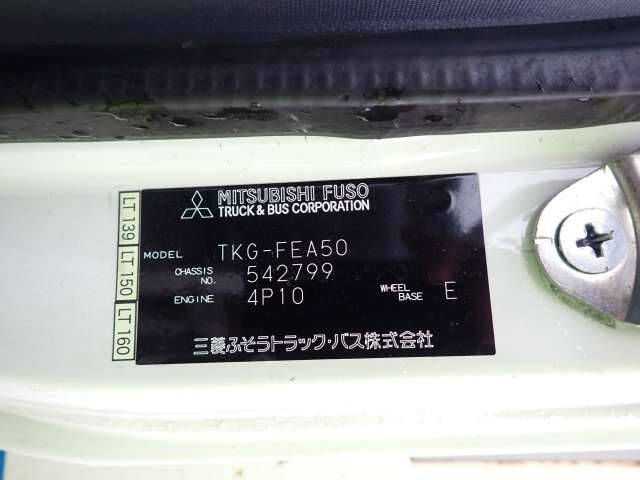 MITSUBISHI FUSO
TRUCK & BUS CORPORATION
MODEL TKG-FEA50
CHASSIS NO. 542799
ENGINE 4P10 WHEEL BASE E
三菱ふそうトラック・バス株式会社
LT 139
LT 150
LT 160